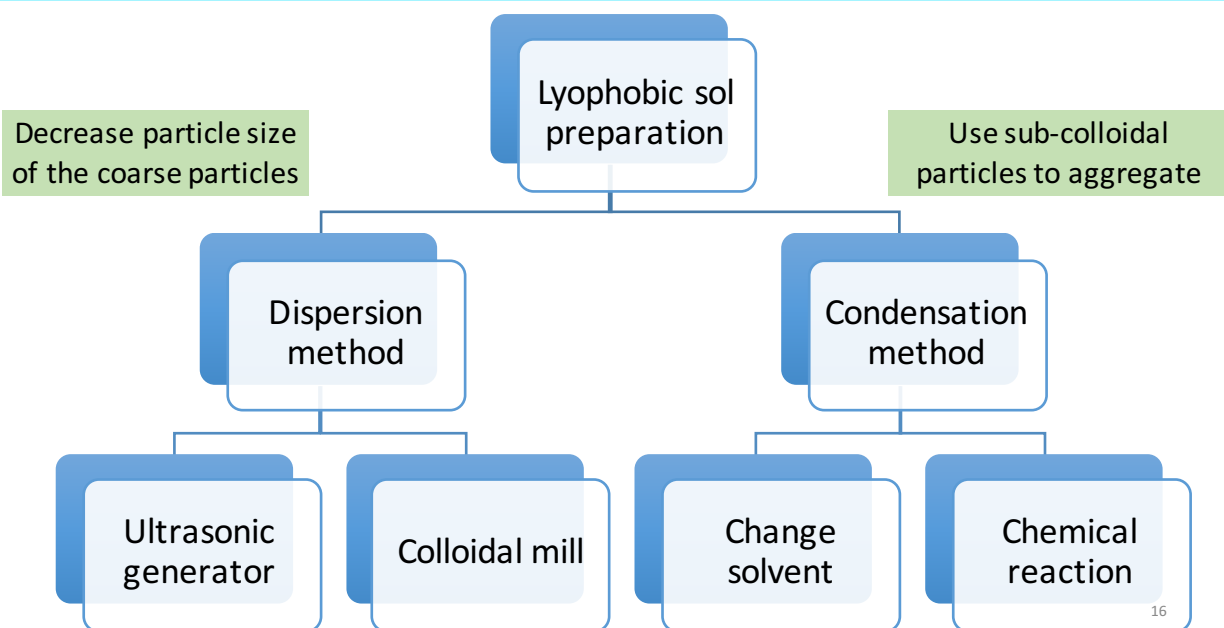 Lyophobic sol
preparation
Decrease particle size
of the coarse particles
Use sub-colloidal
particles to aggregate
Dispersion
method
Condensation
method
Ultrasonic
generator
Colloidal mill
Change
solvent
Chemical
reaction
16